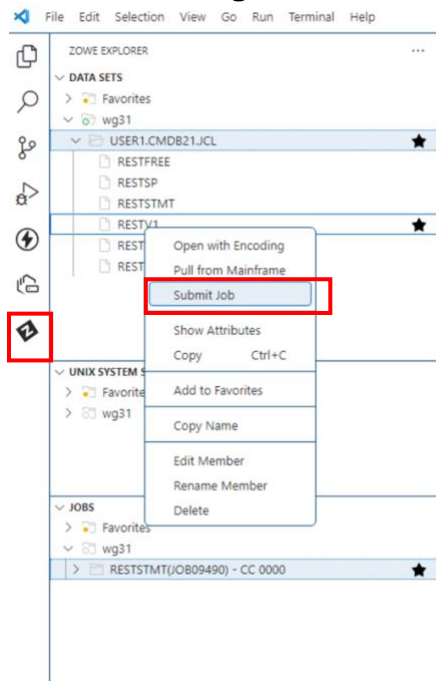 File Edit Selection View Go Run Terminal Help
ZOWE EXPLORER
DATA SETS
Favorites
wg31
USER1.CMDB21.JCL
RESTFREE
RESTSP
RESTSTMT
RESTV1
REST
REST
Open with Encoding
Pull from Mainframe
Submit Job
Show Attributes
Copy Ctrl+C
Add to Favorites
Copy Name
Edit Member
Rename Member
Delete
UNIX SYSTEM S
Favorite
wg31
JOBS
Favorites
wg31
RESTSTMT(JOB09490) - CC 0000